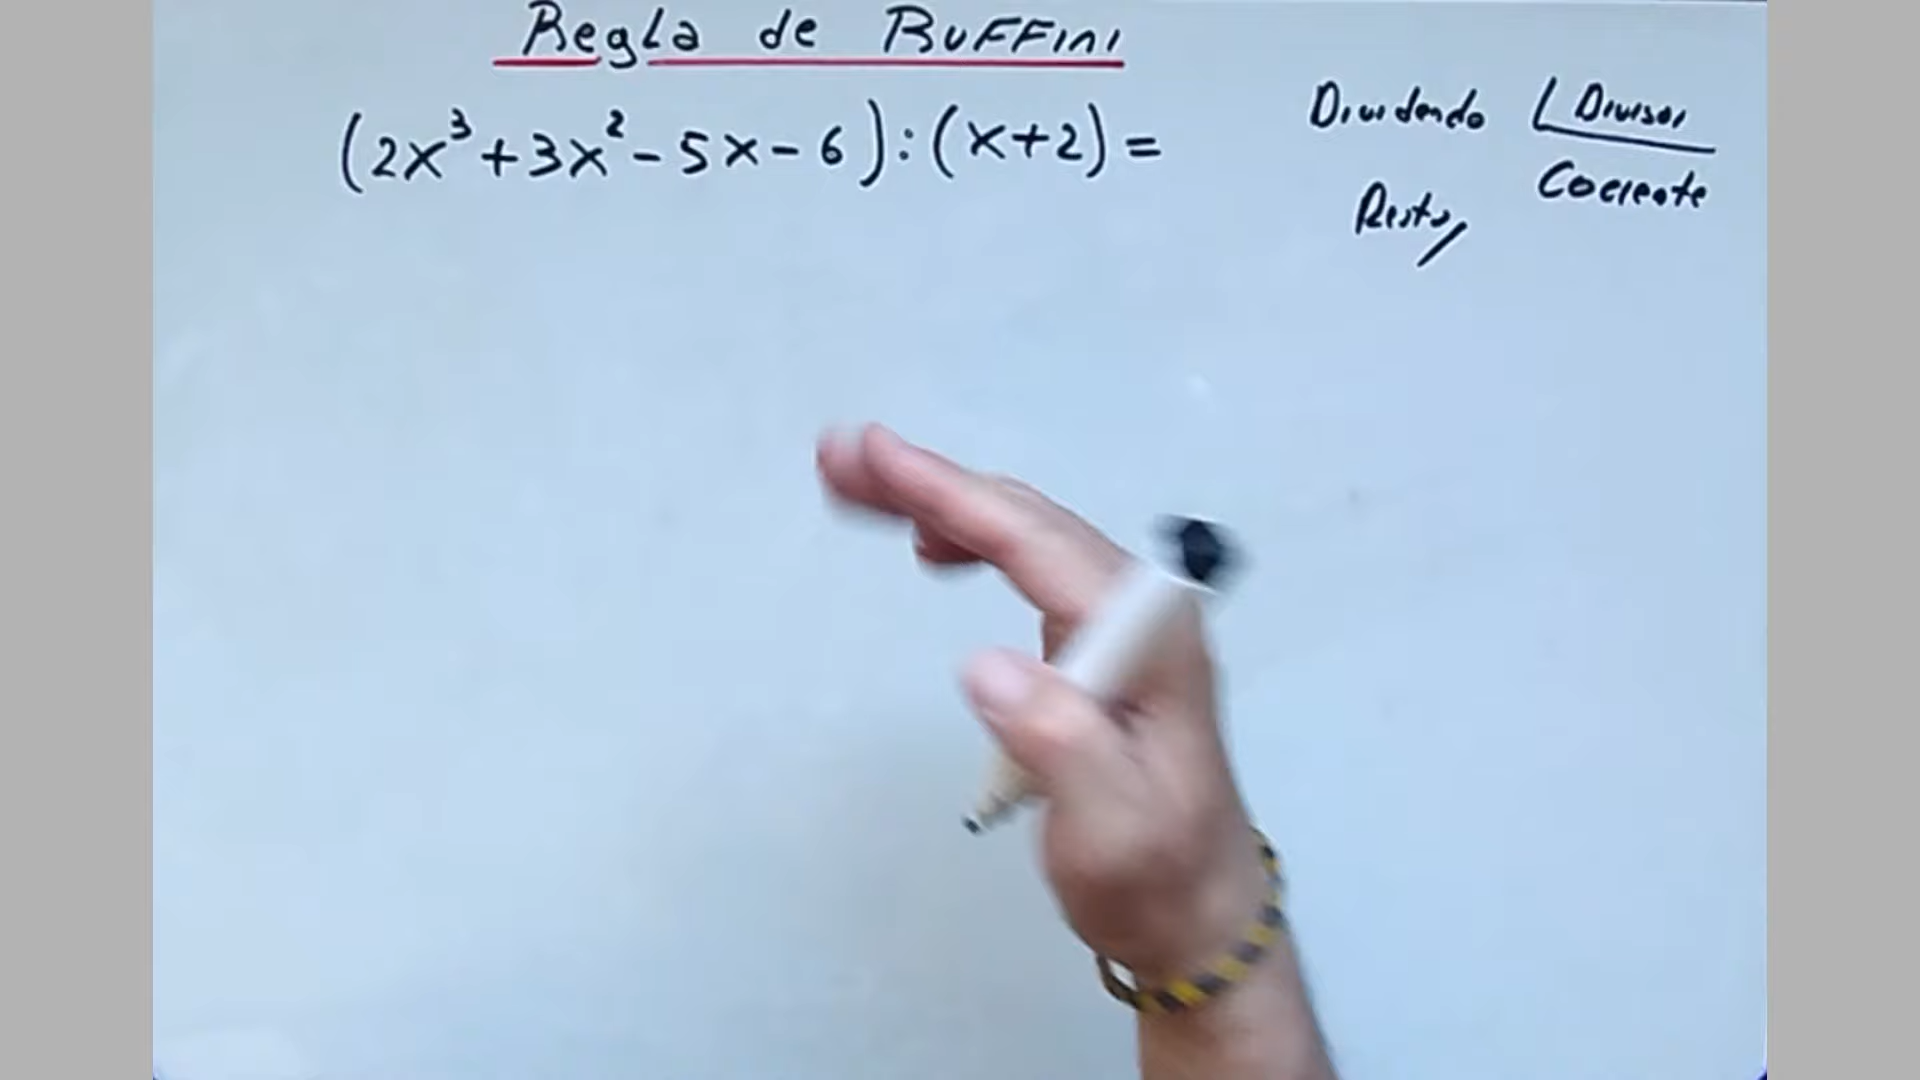 Regla de Ruffini
(2x³+3x²-5x-6):(x+2)=
Dividendo Divisor
Resto Cociente